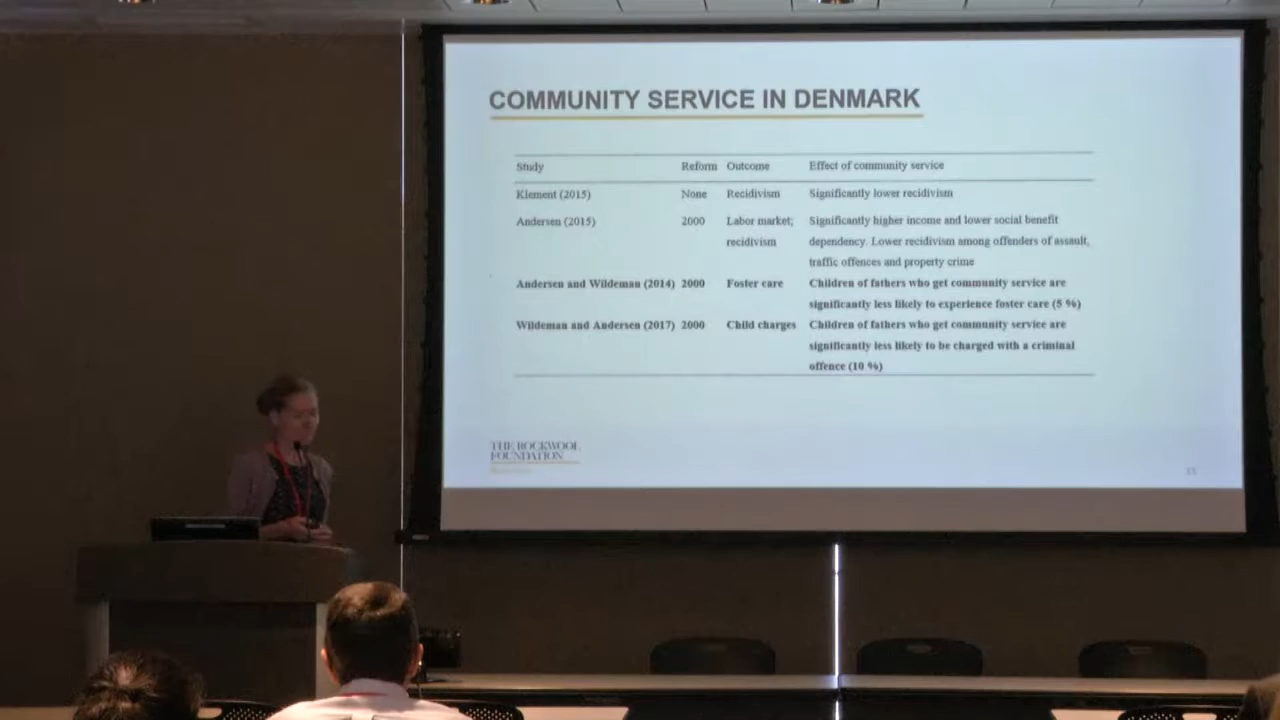 COMMUNITY SERVICE IN DENMARK
Study Reform Outcome Effect of community service
Klement (2015) None Recidivism Significantly lower recidivism
Andersen (2015) 2000 Labor market; Significantly higher income and lower social benefit
recidivism dependency. Lower recidivism among offenders of assault,
traffic offences and property crime
Andersen and Wildeman (2014) 2000 Foster care Children of fathers who get community service are
significantly less likely to experience foster care (5 %)
Wildeman and Andersen (2017) 2000 Child charges Children of fathers who get community service are
significantly less likely to be charged with a criminal
offence (10 %)
THE ROCKWOOL
FOUNDATION